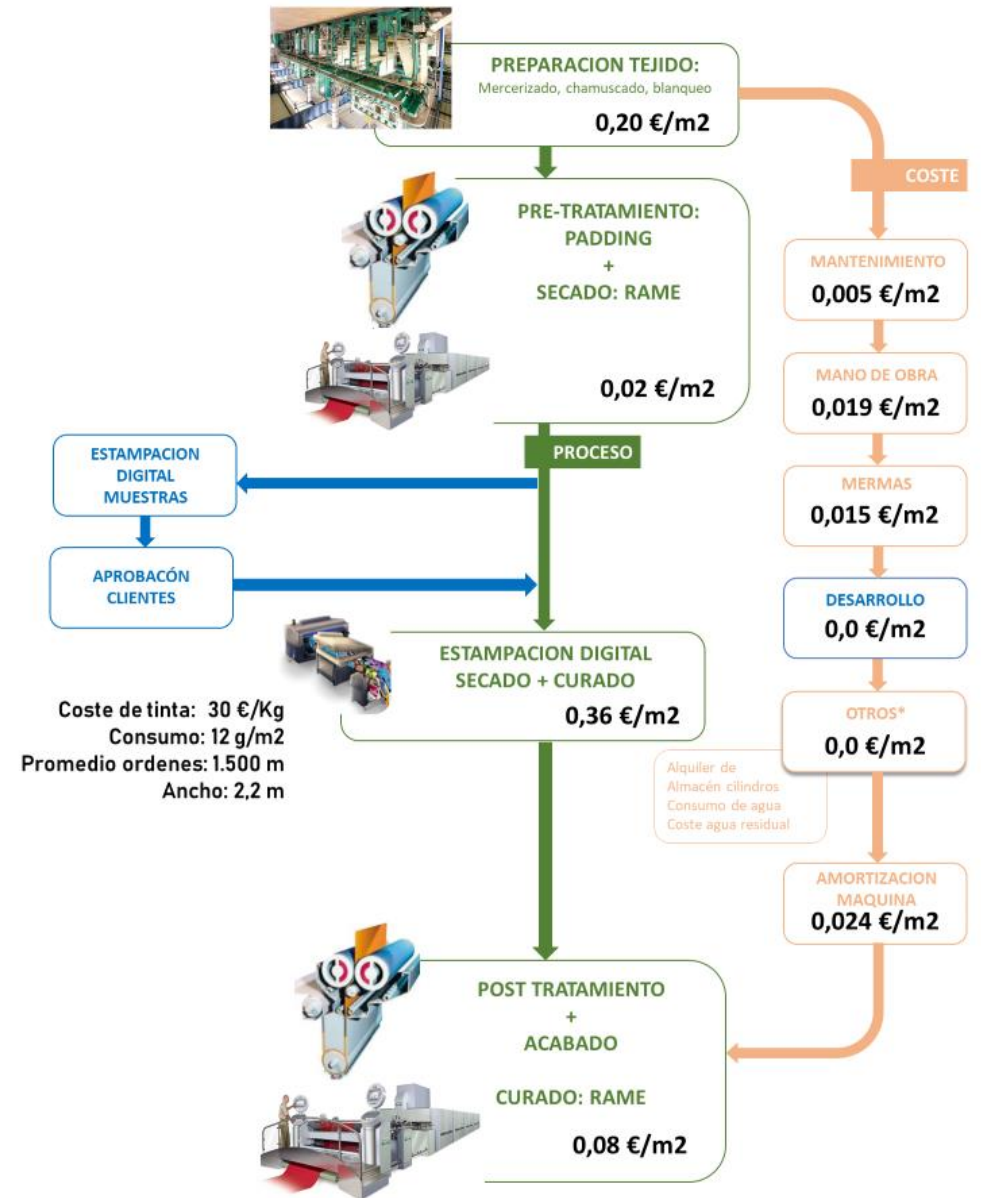 PREPARACION TEJIDO:
Mercerizado, chamuscado, blanqueo
0,20 €/m2
COSTE
PRE-TRATAMIENTO:
PADDING
+
SECADO: RAME
0,02 €/m2
MANTENIMIENTO
0,005 €/m2
MANO DE OBRA
0,019 €/m2
PROCESO
ESTAMPACION
DIGITAL
MUESTRAS
MERMAS
0,015 €/m2
APROBACÓN
CLIENTES
DESARROLLO
0,0 €/m2
ESTAMPACION DIGITAL
SECADO + CURADO
0,36 €/m2
Coste de tinta: 30 €/Kg
Consumo: 12 g/m2
Promedio ordenes: 1.500 m
Ancho: 2,2 m
OTROS*
0,0 €/m2
Alquiler de
Almacén cilindros
Consumo de agua
Coste agua residual
AMORTIZACION
MAQUINA
0,024 €/m2
POST TRATAMIENTO
+
ACABADO
CURADO: RAME
0,08 €/m2